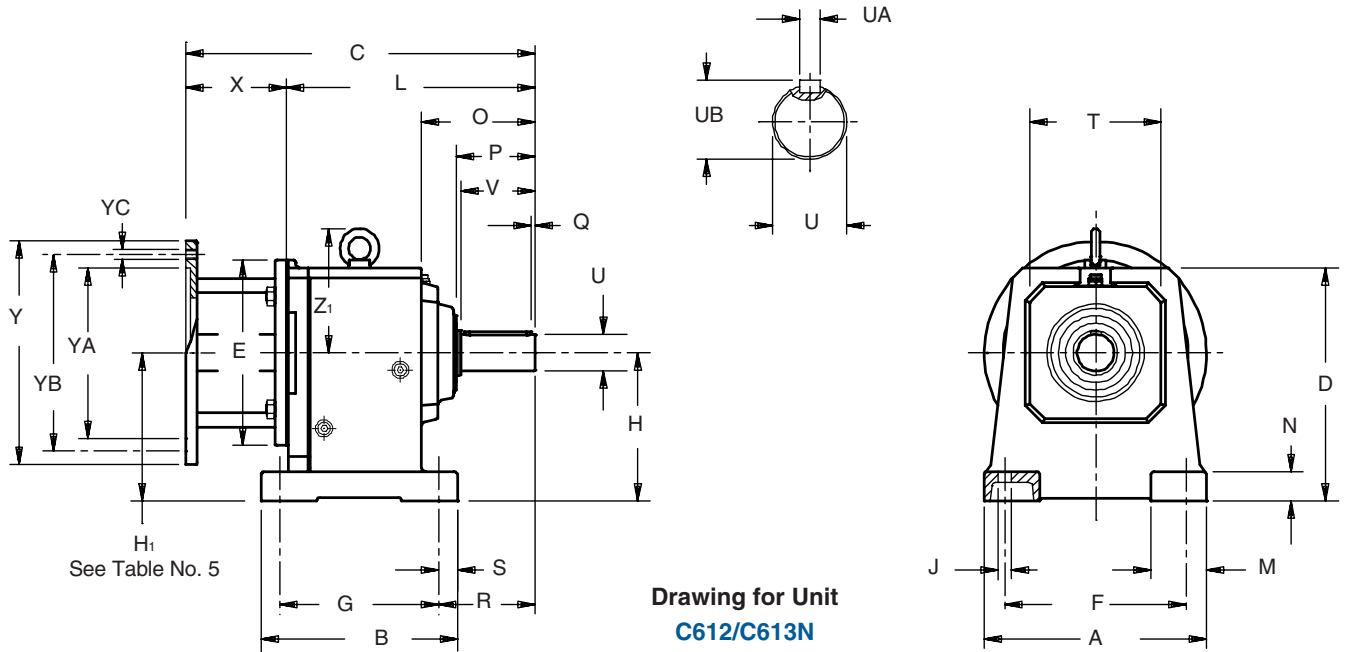 UA
C
X
L
T
UB
O
P
V
YC
Q
U
U
Z1
Y
YA
E
YB
D
H
N
H1
See Table No. 5
S
J
M
G
R
F
B
A
Drawing for Unit
C612/C613N